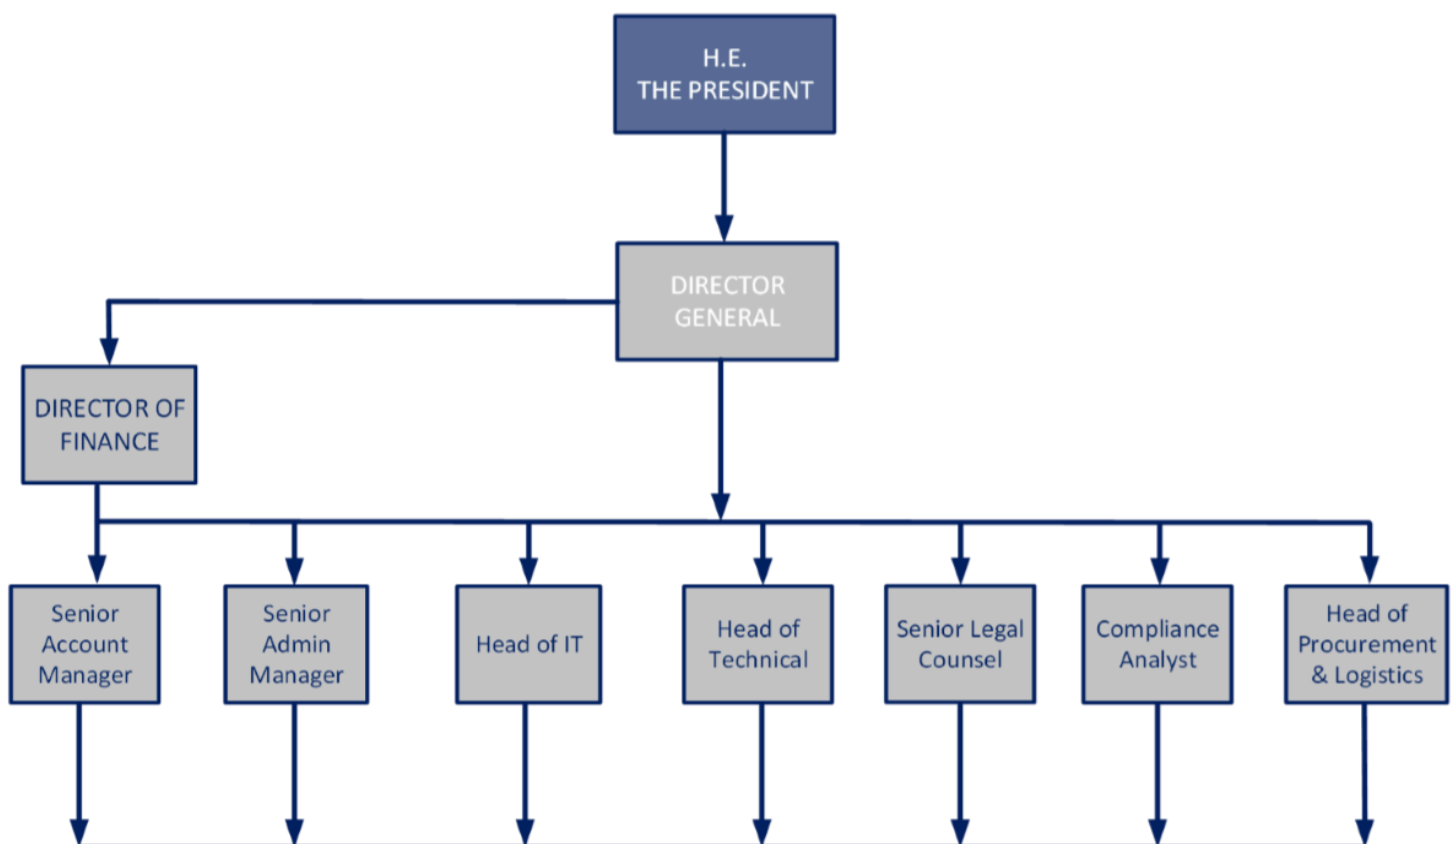 H.E.
THE PRESIDENT
DIRECTOR
GENERAL
DIRECTOR OF
FINANCE
Senior
Account
Manager
Senior
Admin
Manager
Head of IT
Head of
Technical
Senior Legal
Counsel
Compliance
Analyst
Head of
Procurement
& Logistics